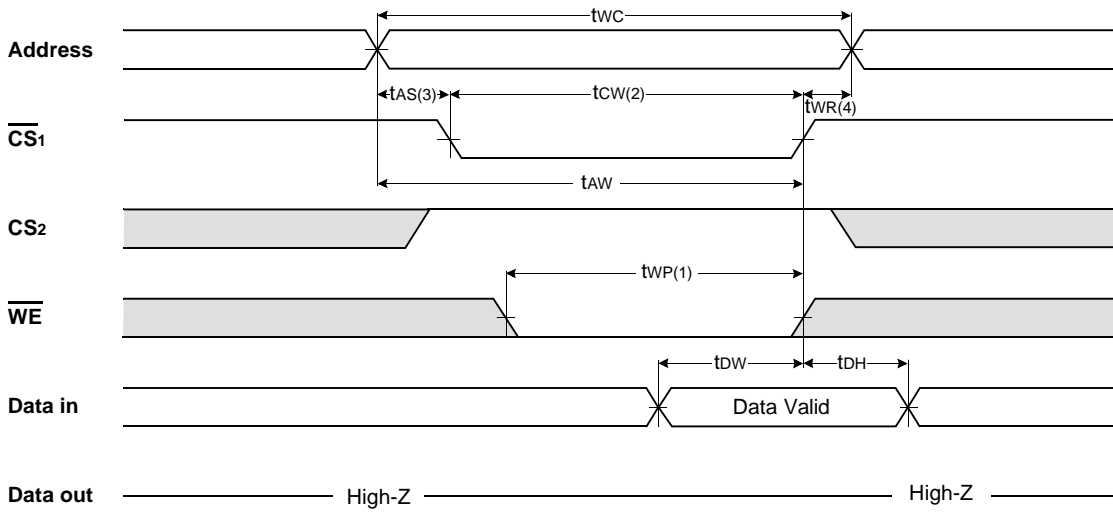 tWC
Address
tAS(3) tCW(2) tWR(4)
CS1
tAW
CS2
tWP(1)
WE
tDW tDH
Data in Data Valid
Data out High-Z High-Z